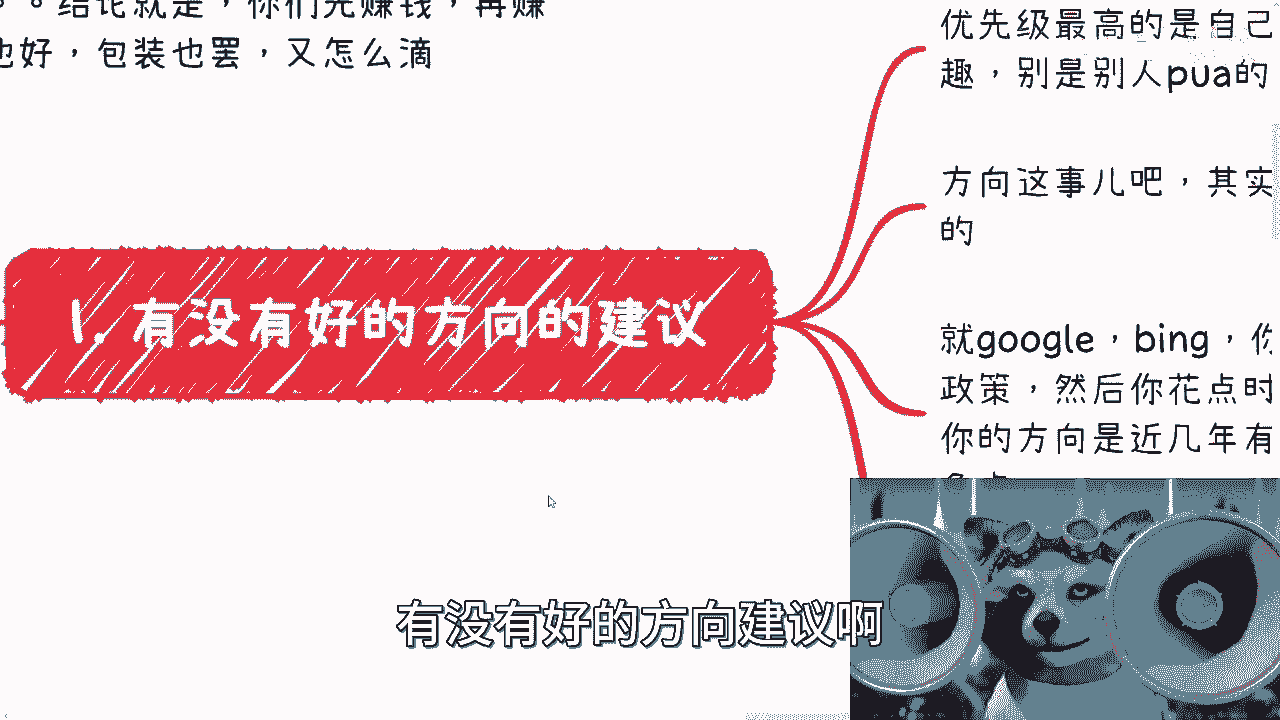 。结论就是，你们先赚钱，再赚
也好，包装也罢，又怎么滴
1. 有没有好的方向的建议
优先级最高的是自己
趣，别是别人pua的
方向这事儿吧，其实
的
就google，bing，你
政策，然后你花点时
你的方向是近几年有
有没有好的方向建议啊